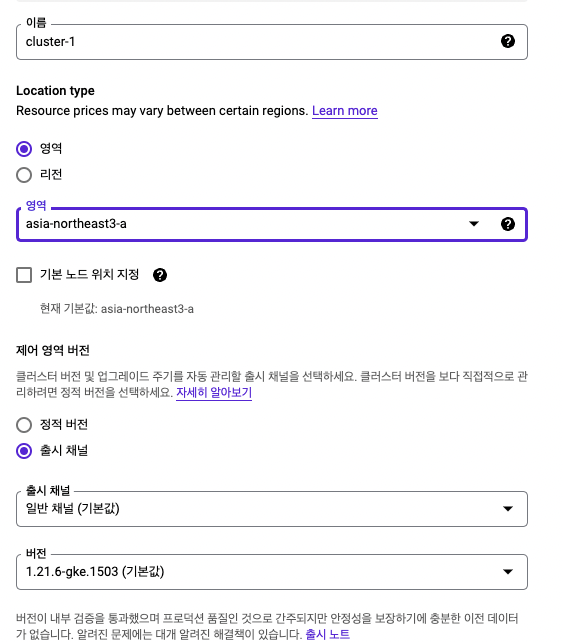 이름
cluster-1
Location type
Resource prices may vary between certain regions. Learn more
영역
리전
영역
asia-northeast3-a
기본 노드 위치 지정
현재 기본값: asia-northeast3-a
제어 영역 버전
클러스터 버전 및 업그레이드 주기를 자동 관리할 출시 채널을 선택하세요. 클러스터 버전을 보다 직접적으로 관
리하려면 정적 버전을 선택하세요. 자세히 알아보기
정적 버전
출시 채널
출시 채널
일반 채널 (기본값)
버전
1.21.6-gke.1503 (기본값)
버전이 내부 검증을 통과했으며 프로덕션 품질인 것으로 간주되지만 안정성을 보장하기에 충분한 이전 데이터
가 없습니다. 알려진 문제에는 대개 알려진 해결책이 있습니다. 출시 노트